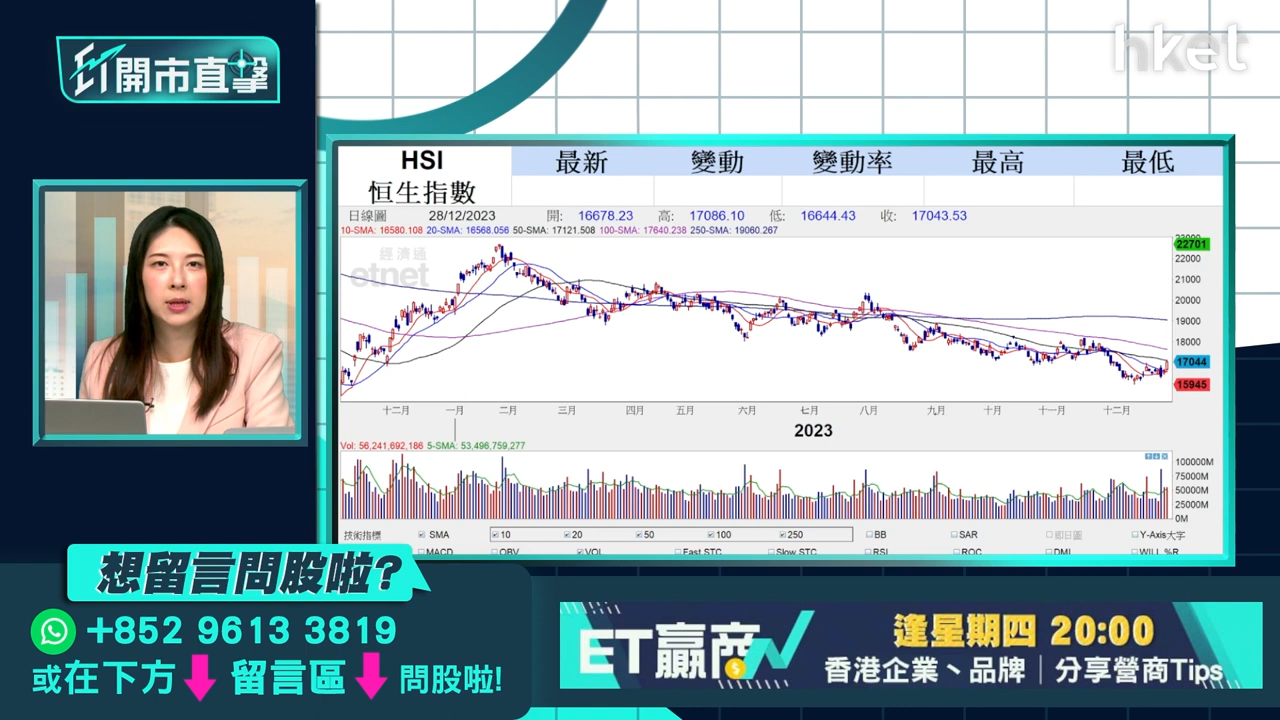 ET開市直擊
hket
HSI 最新 變動 變動率 最高 最低
恒生指數
日線圖 28/12/2023 開: 16678.23 高: 17086.10 低: 16644.43 收: 17043.53
10-SMA: 16580.108 20-SMA: 16568.056 50-SMA: 17121.508 100-SMA: 17640.238 250-SMA: 19060.267
經濟通
etnet
23000
22701
22000
21000
20000
19000
18000
17044
15945
十二月 一月 二月 三月 四月 五月 六月 七月 八月 九月 十月 十一月 十二月
2023
Vol: 56,241,692,186 5-SMA: 53,496,759,277
100000M
75000M
50000M
25000M
0M
技術指標 SMA 10 20 50 100 250 BB SAR 即日圖 Y-Axis大字
MACD OBV VOL Fast STC Slow STC RSI ROC DMI WILL %R
想留言問股啦?
+852 9613 3819
或在下方 留言區 問股啦!
ET贏商
逢星期四 20:00
香港企業、品牌｜分享營商Tips